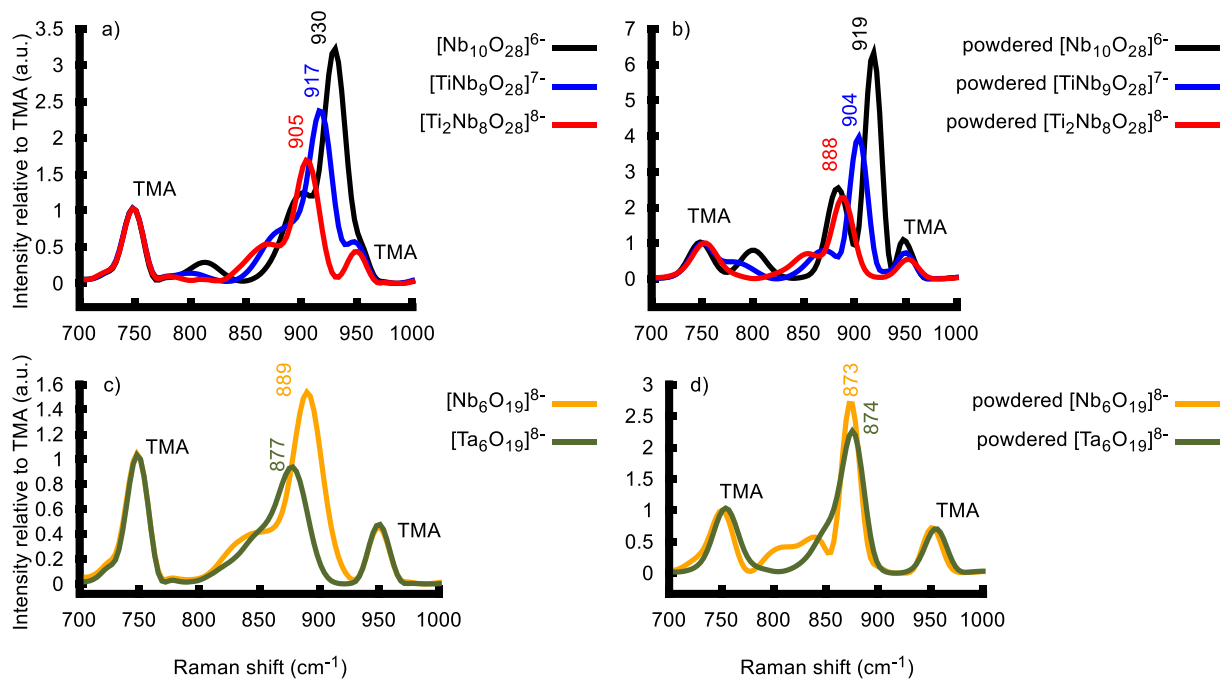 a)
Intensity relative to TMA (a.u.)
3.5
3
2.5
2
1.5
1
0.5
0
700 750 800 850 900 950 1000
TMA
905
917
930
TMA
[Nb10O28]6-
[TiNb9O28]7-
[Ti2Nb8O28]8-
b)
7
6
5
4
3
2
1
0
700 750 800 850 900 950 1000
TMA
888
904
919
TMA
powdered [Nb10O28]6-
powdered [TiNb9O28]7-
powdered [Ti2Nb8O28]8-
c)
Intensity relative to TMA (a.u.)
1.6
1.4
1.2
1
0.8
0.6
0.4
0.2
0
700 750 800 850 900 950 1000
TMA
877
889
TMA
[Nb6O19]8-
[Ta6O19]8-
Raman shift (cm-1)
d)
3
2.5
2
1.5
1
0.5
0
700 750 800 850 900 950 1000
TMA
873
874
TMA
powdered [Nb6O19]8-
powdered [Ta6O19]8-
Raman shift (cm-1)